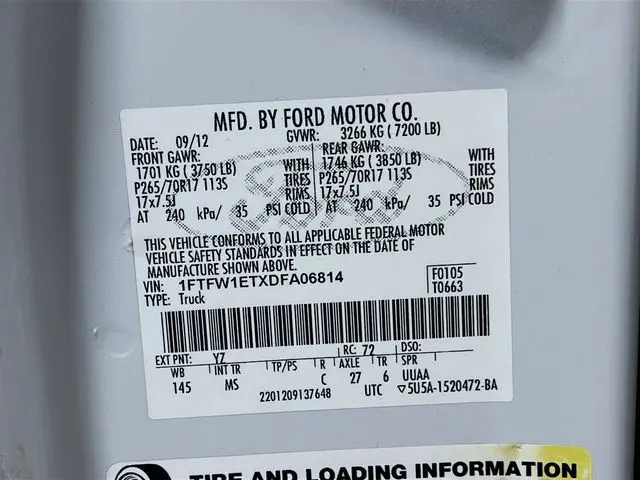 MFD. BY FORD MOTOR CO.
DATE: 09/12 GVWR: 3266 KG ( 7200 LB)
FRONT GAWR: REAR GAWR:
1701 KG ( 3750 LB) WITH 1746 KG ( 3850 LB) WITH
P265/70R17 113S TIRES P265/70R17 113S TIRES
17x7.5J RIMS 17x7.5J RIMS
AT 240 kPa/ 35 PSI COLD AT 240 kPa/ 35 PSI COLD
THIS VEHICLE CONFORMS TO ALL APPLICABLE FEDERAL MOTOR
VEHICLE SAFETY STANDARDS IN EFFECT ON THE DATE OF
MANUFACTURE SHOWN ABOVE.
VIN: 1FTFW1ETXDFA06814 F0105
TYPE: Truck T0663
EXT PNT: YZ RC: 72 DSO:
WB INT TR TP/PS R AXLE TR SPR
145 MS C 27 6 UUAA
2201209137648 UTC ▽5U5A-1520472-BA
TIRE AND LOADING INFORMATION